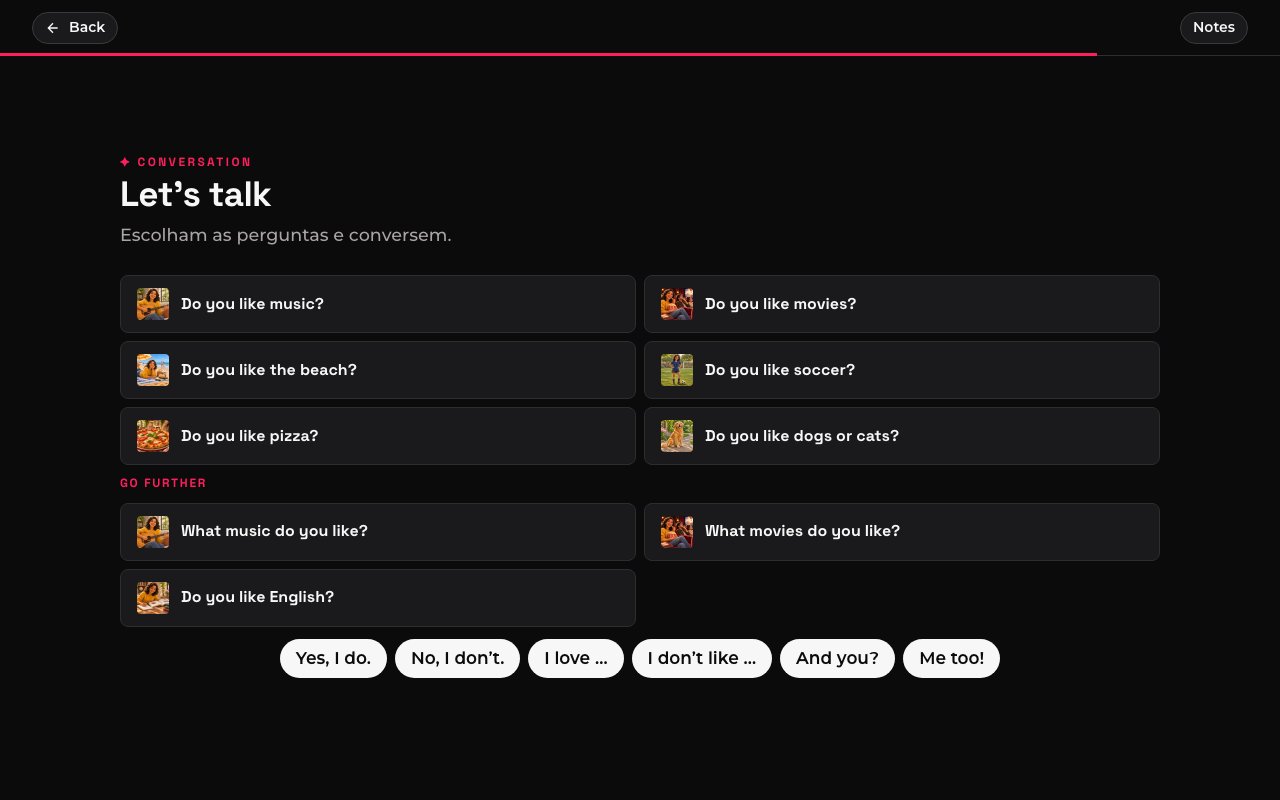 ← Back
Notes
✦ CONVERSATION
Let’s talk
Escolham as perguntas e conversem.
Do you like music?
Do you like movies?
Do you like the beach?
Do you like soccer?
Do you like pizza?
Do you like dogs or cats?
GO FURTHER
What music do you like?
What movies do you like?
Do you like English?
Yes, I do.
No, I don’t.
I love ...
I don’t like ...
And you?
Me too!